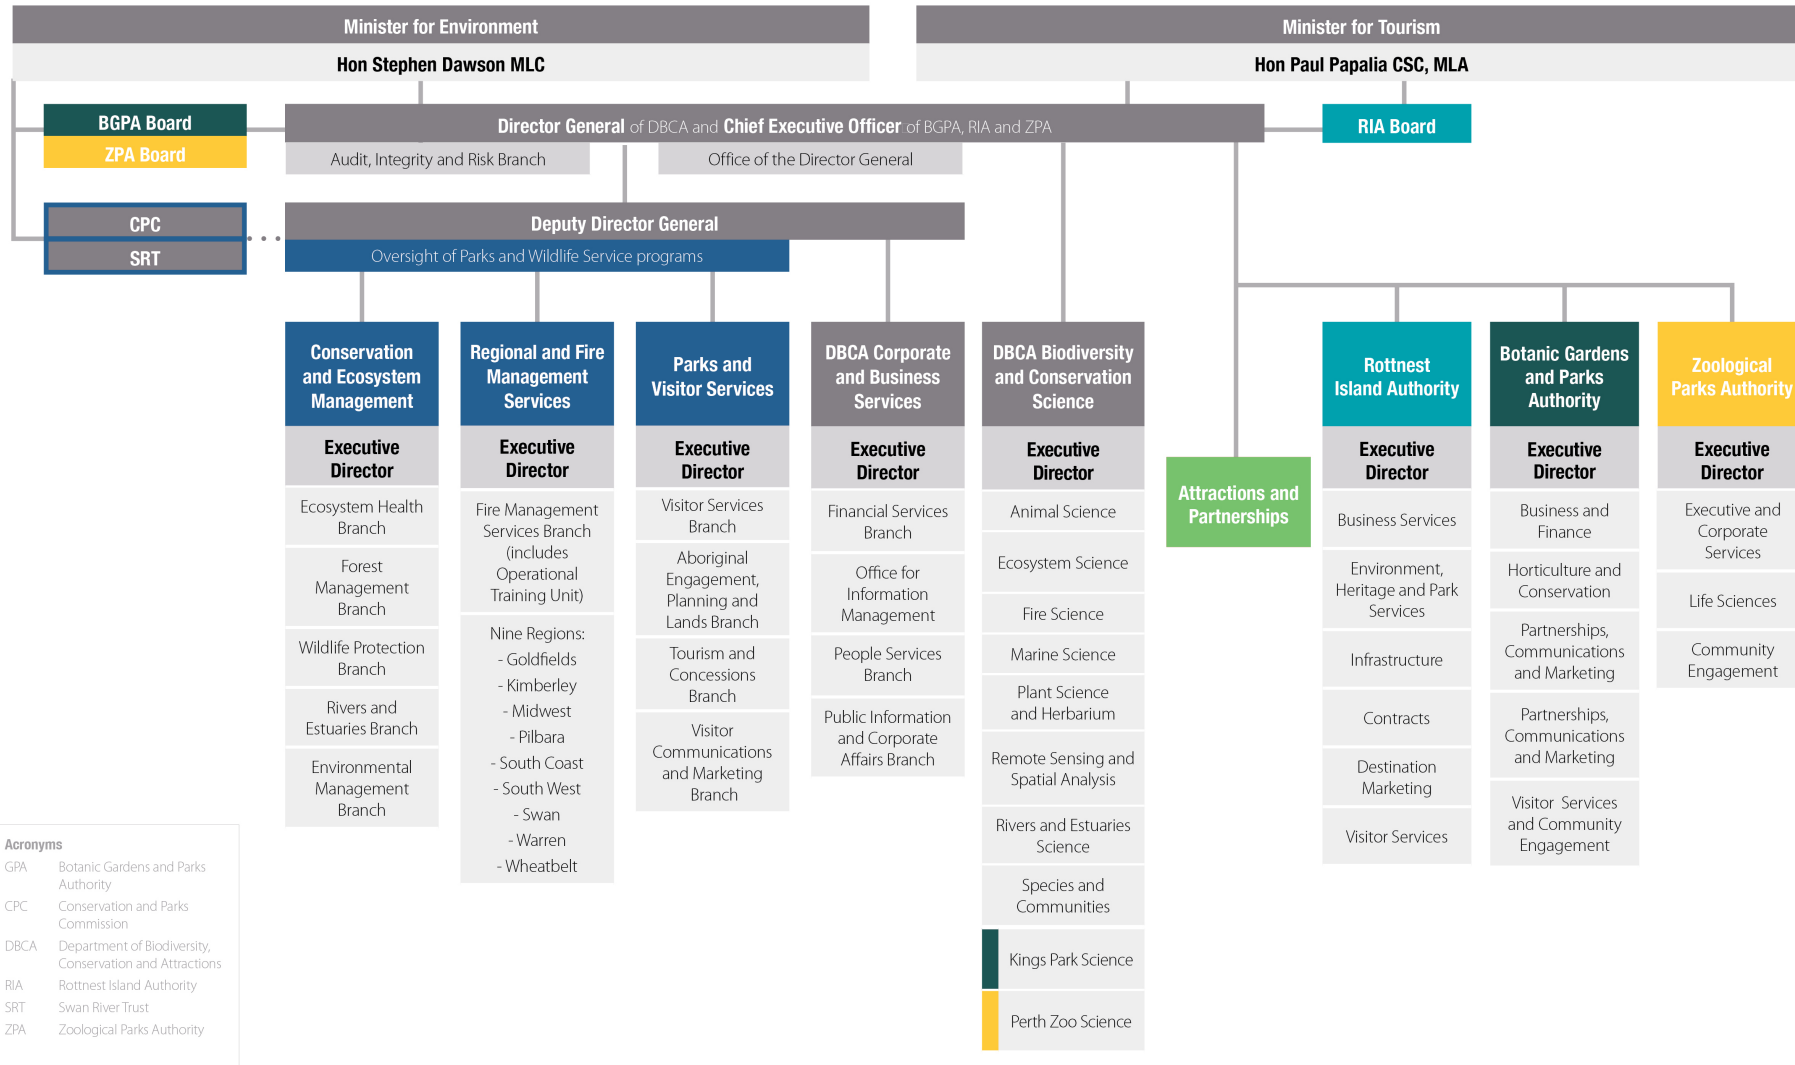 Minister for Environment
Hon Stephen Dawson MLC
Minister for Tourism
Hon Paul Papalia CSC, MLA
BGPA Board
ZPA Board
Director General of DBCA and Chief Executive Officer of BGPA, RIA and ZPA
Audit, Integrity and Risk Branch
Office of the Director General
RIA Board
CPC
SRT
Deputy Director General
Oversight of Parks and Wildlife Service programs
Conservation
and Ecosystem
Management
Executive
Director
Ecosystem Health
Branch
Forest
Management
Branch
Wildlife Protection
Branch
Rivers and
Estuaries Branch
Environmental
Management
Branch
Regional and Fire
Management
Services
Executive
Director
Fire Management
Services Branch
(includes
Operational
Training Unit)
Nine Regions:
- Goldfields
- Kimberley
- Midwest
- Pilbara
- South Coast
- South West
- Swan
- Warren
- Wheatbelt
Parks and
Visitor Services
Executive
Director
Visitor Services
Branch
Aboriginal
Engagement,
Planning and
Lands Branch
Tourism and
Concessions
Branch
Visitor
Communications
and Marketing
Branch
DBCA Corporate
and Business
Services
Executive
Director
Financial Services
Branch
Office for
Information
Management
People Services
Branch
Public Information
and Corporate
Affairs Branch
DBCA Biodiversity
and Conservation
Science
Executive
Director
Animal Science
Ecosystem Science
Fire Science
Marine Science
Plant Science
and Herbarium
Remote Sensing and
Spatial Analysis
Rivers and Estuaries
Science
Species and
Communities
Kings Park Science
Perth Zoo Science
Attractions and
Partnerships
Rottnest
Island Authority
Executive
Director
Business Services
Environment,
Heritage and Park
Services
Infrastructure
Contracts
Destination
Marketing
Visitor Services
Botanic Gardens
and Parks
Authority
Executive
Director
Business and
Finance
Horticulture and
Conservation
Partnerships,
Communications
and Marketing
Partnerships,
Communications
and Marketing
Visitor Services
and Community
Engagement
Zoological
Parks Authority
Executive
Director
Executive and
Corporate
Services
Life Sciences
Community
Engagement
Acronyms
GPA Botanic Gardens and Parks
Authority
CPC Conservation and Parks
Commission
DBCA Department of Biodiversity,
Conservation and Attractions
RIA Rottnest Island Authority
SRT Swan River Trust
ZPA Zoological Parks Authority